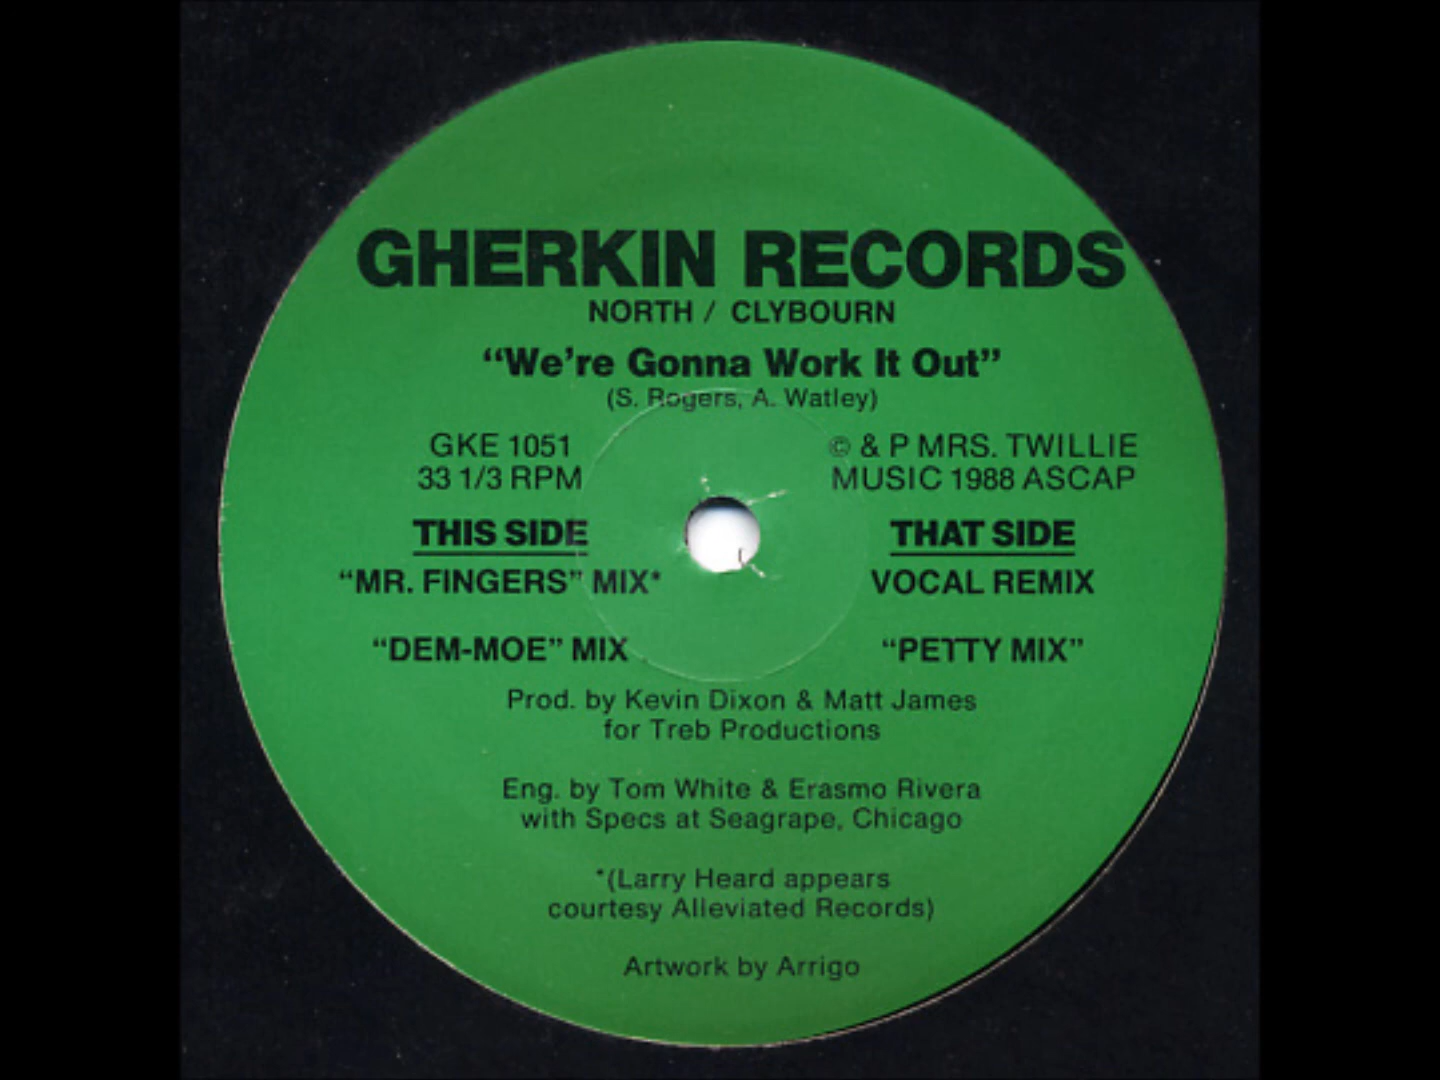 GHERKIN RECORDS
NORTH / CLYBOURN
“We’re Gonna Work It Out”
(S. Rogers, A. Watley)
GKE 1051
33 1/3 RPM
© & P MRS. TWILLIE
MUSIC 1988 ASCAP
THIS SIDE
“MR. FINGERS” MIX*
“DEM-MOE” MIX
THAT SIDE
VOCAL REMIX
“PETTY MIX”
Prod. by Kevin Dixon & Matt James
for Treb Productions
Eng. by Tom White & Erasmo Rivera
with Specs at Seagrape, Chicago
*(Larry Heard appears
courtesy Alleviated Records)
Artwork by Arrigo